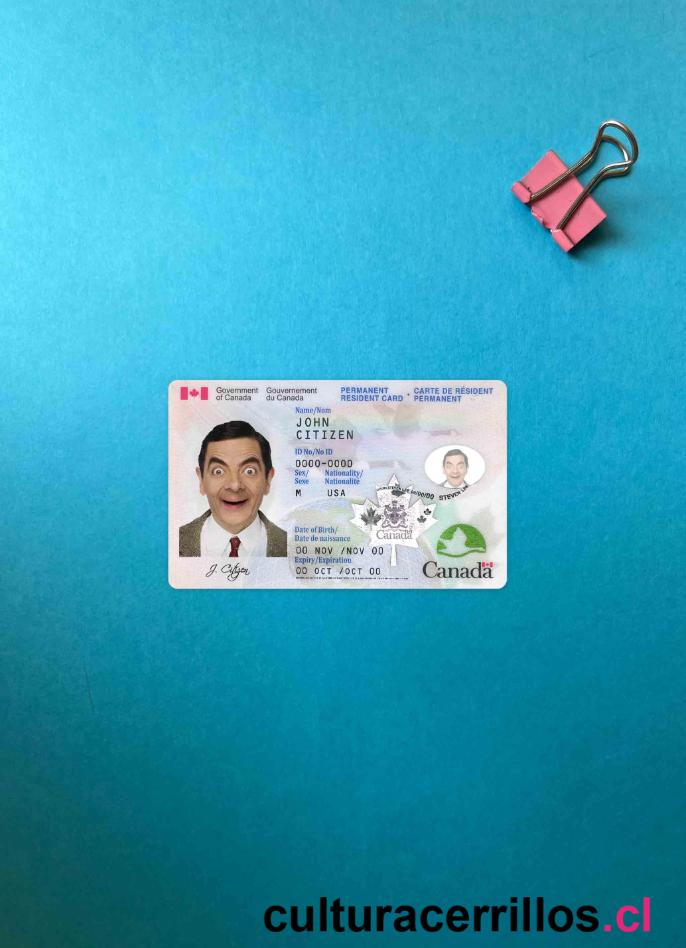 Government
of Canada
Gouvernement
du Canada
PERMANENT
RESIDENT CARD
CARTE DE RÉSIDENT
PERMANENT
Name/Nom
JOHN
CITIZEN
ID No/No ID
0000-0000
Sex/
Sexe
Nationality/
Nationalité
M USA
STEVEN
Canada
Date of Birth/
Date de naissance
00 NOV /NOV 00
Expiry/Expiration
00 OCT /OCT 00
J. Citizen
Canada
culturacerrillos.cl